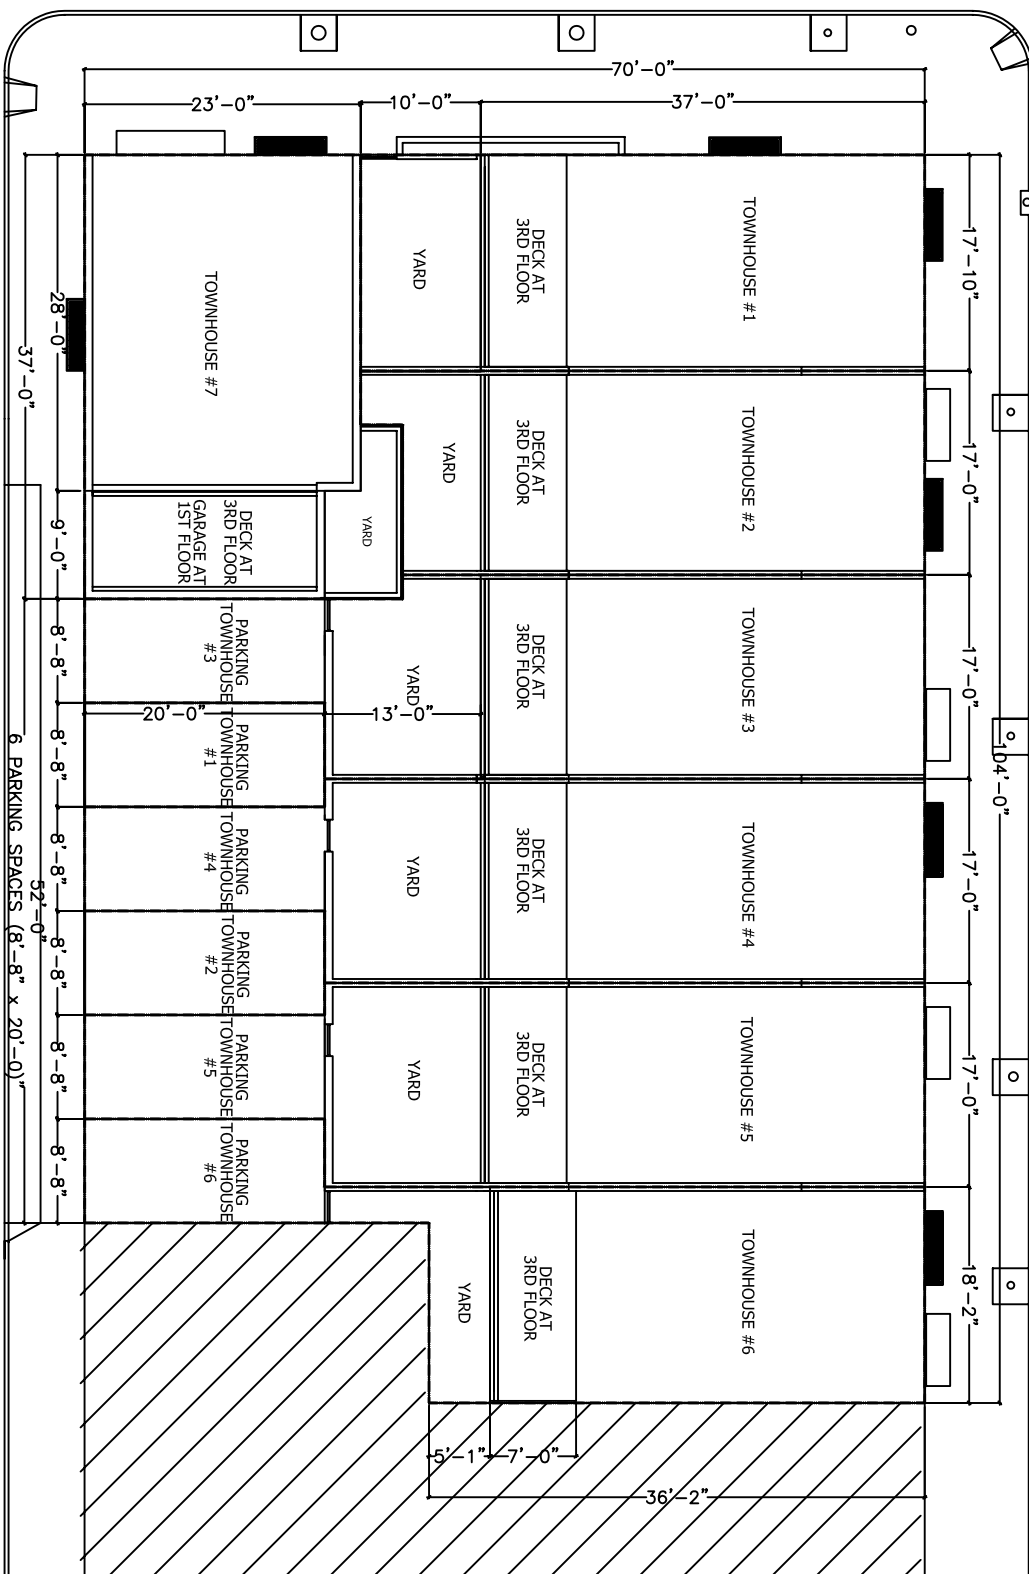 70'-0"
23'-0"
10'-0"
37'-0"
TOWNHOUSE #1
DECK AT
3RD FLOOR
YARD
17'-10"
TOWNHOUSE #7
28'-0"
37'-0"
TOWNHOUSE #2
DECK AT
3RD FLOOR
YARD
17'-0"
YARD
DECK AT
3RD FLOOR
GARAGE AT
1ST FLOOR
9'-0"
TOWNHOUSE #3
DECK AT
3RD FLOOR
YARD
17'-0"
104'-0"
PARKING
TOWNHOUSE
#3
8'-8"
20'-0"
13'-0"
PARKING
TOWNHOUSE
#1
8'-8"
TOWNHOUSE #4
DECK AT
3RD FLOOR
YARD
17'-0"
PARKING
TOWNHOUSE
#4
8'-8"
PARKING
TOWNHOUSE
#2
8'-8"
52'-0"
6 PARKING SPACES (8'-8" x 20'-0)"
TOWNHOUSE #5
DECK AT
3RD FLOOR
YARD
17'-0"
PARKING
TOWNHOUSE
#5
8'-8"
PARKING
TOWNHOUSE
#6
8'-8"
TOWNHOUSE #6
DECK AT
3RD FLOOR
YARD
18'-2"
5'-1"
7'-0"
36'-2"